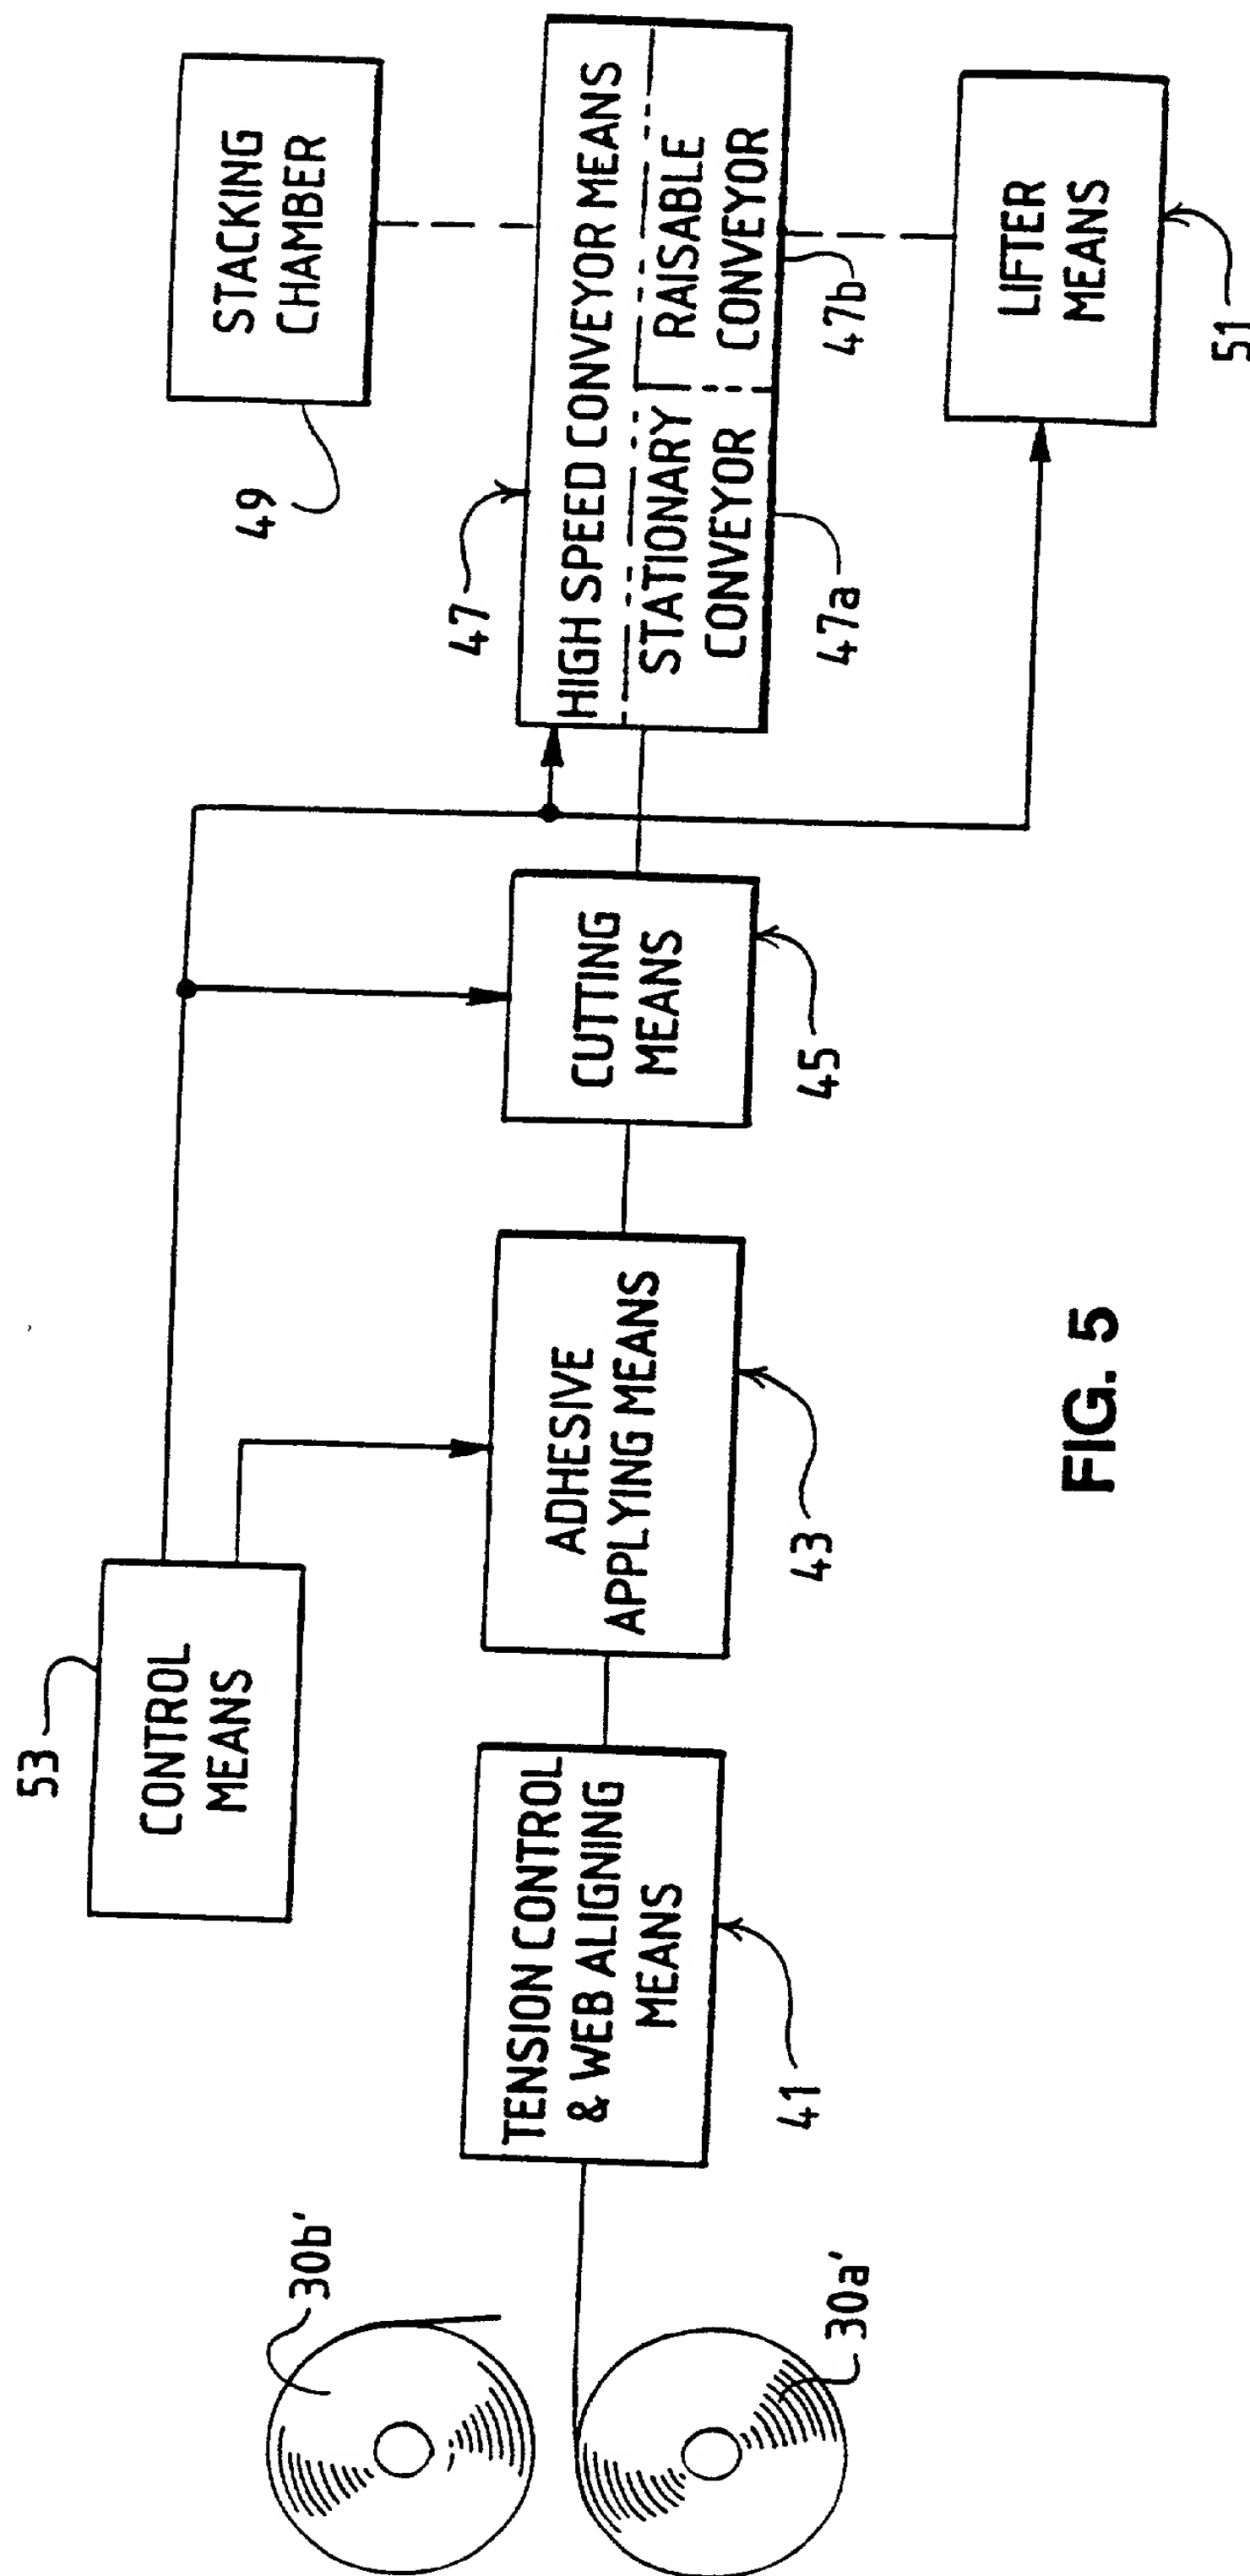 30b'
30a'
TENSION CONTROL
& WEB ALIGNING
MEANS
41
53
CONTROL
MEANS
ADHESIVE
APPLYING MEANS
43
CUTTING
MEANS
45
47
HIGH SPEED CONVEYOR MEANS
STATIONARY
CONVEYOR
47a
RAISABLE
CONVEYOR
47b
STACKING
CHAMBER
49
LIFTER
MEANS
51
FIG. 5